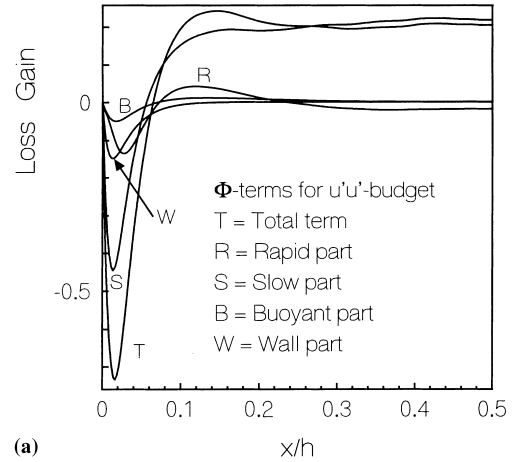 Loss Gain
0
-0.5
B
R
W
S
T
Φ-terms for u'u'-budget
T = Total term
R = Rapid part
S = Slow part
B = Buoyant part
W = Wall part
0 0.1 0.2 0.3 0.4 0.5
(a) x/h